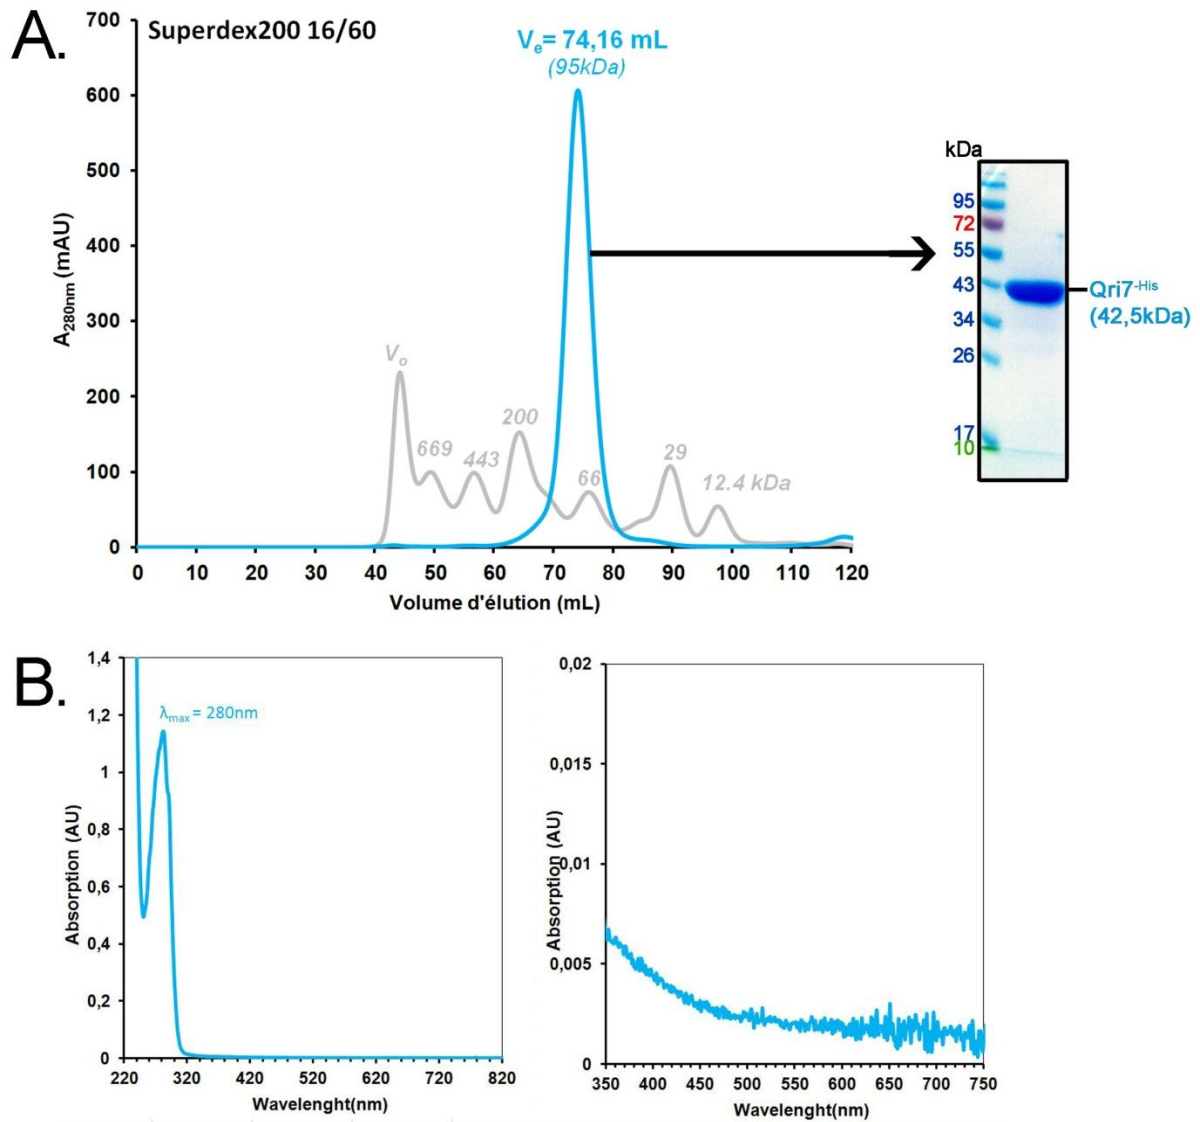 A.
Superdex200 16/60
Ve= 74,16 mL
(95kDa)
700
600
500
400
300
200
100
0
A280nm (mAU)
Vo
669
443
200
66
29
12.4 kDa
0 10 20 30 40 50 60 70 80 90 100 110 120
Volume d'élution (mL)
kDa
95
72
55
43
34
26
17
10
Qri7-His
(42,5kDa)
B.
1,4
1,2
1
0,8
0,6
0,4
0,2
0
Absorption (AU)
λmax = 280nm
220 320 420 520 620 720 820
Wavelenght(nm)
0,02
0,015
0,01
0,005
0
Absorption (AU)
350 400 450 500 550 600 650 700 750
Wavelenght(nm)